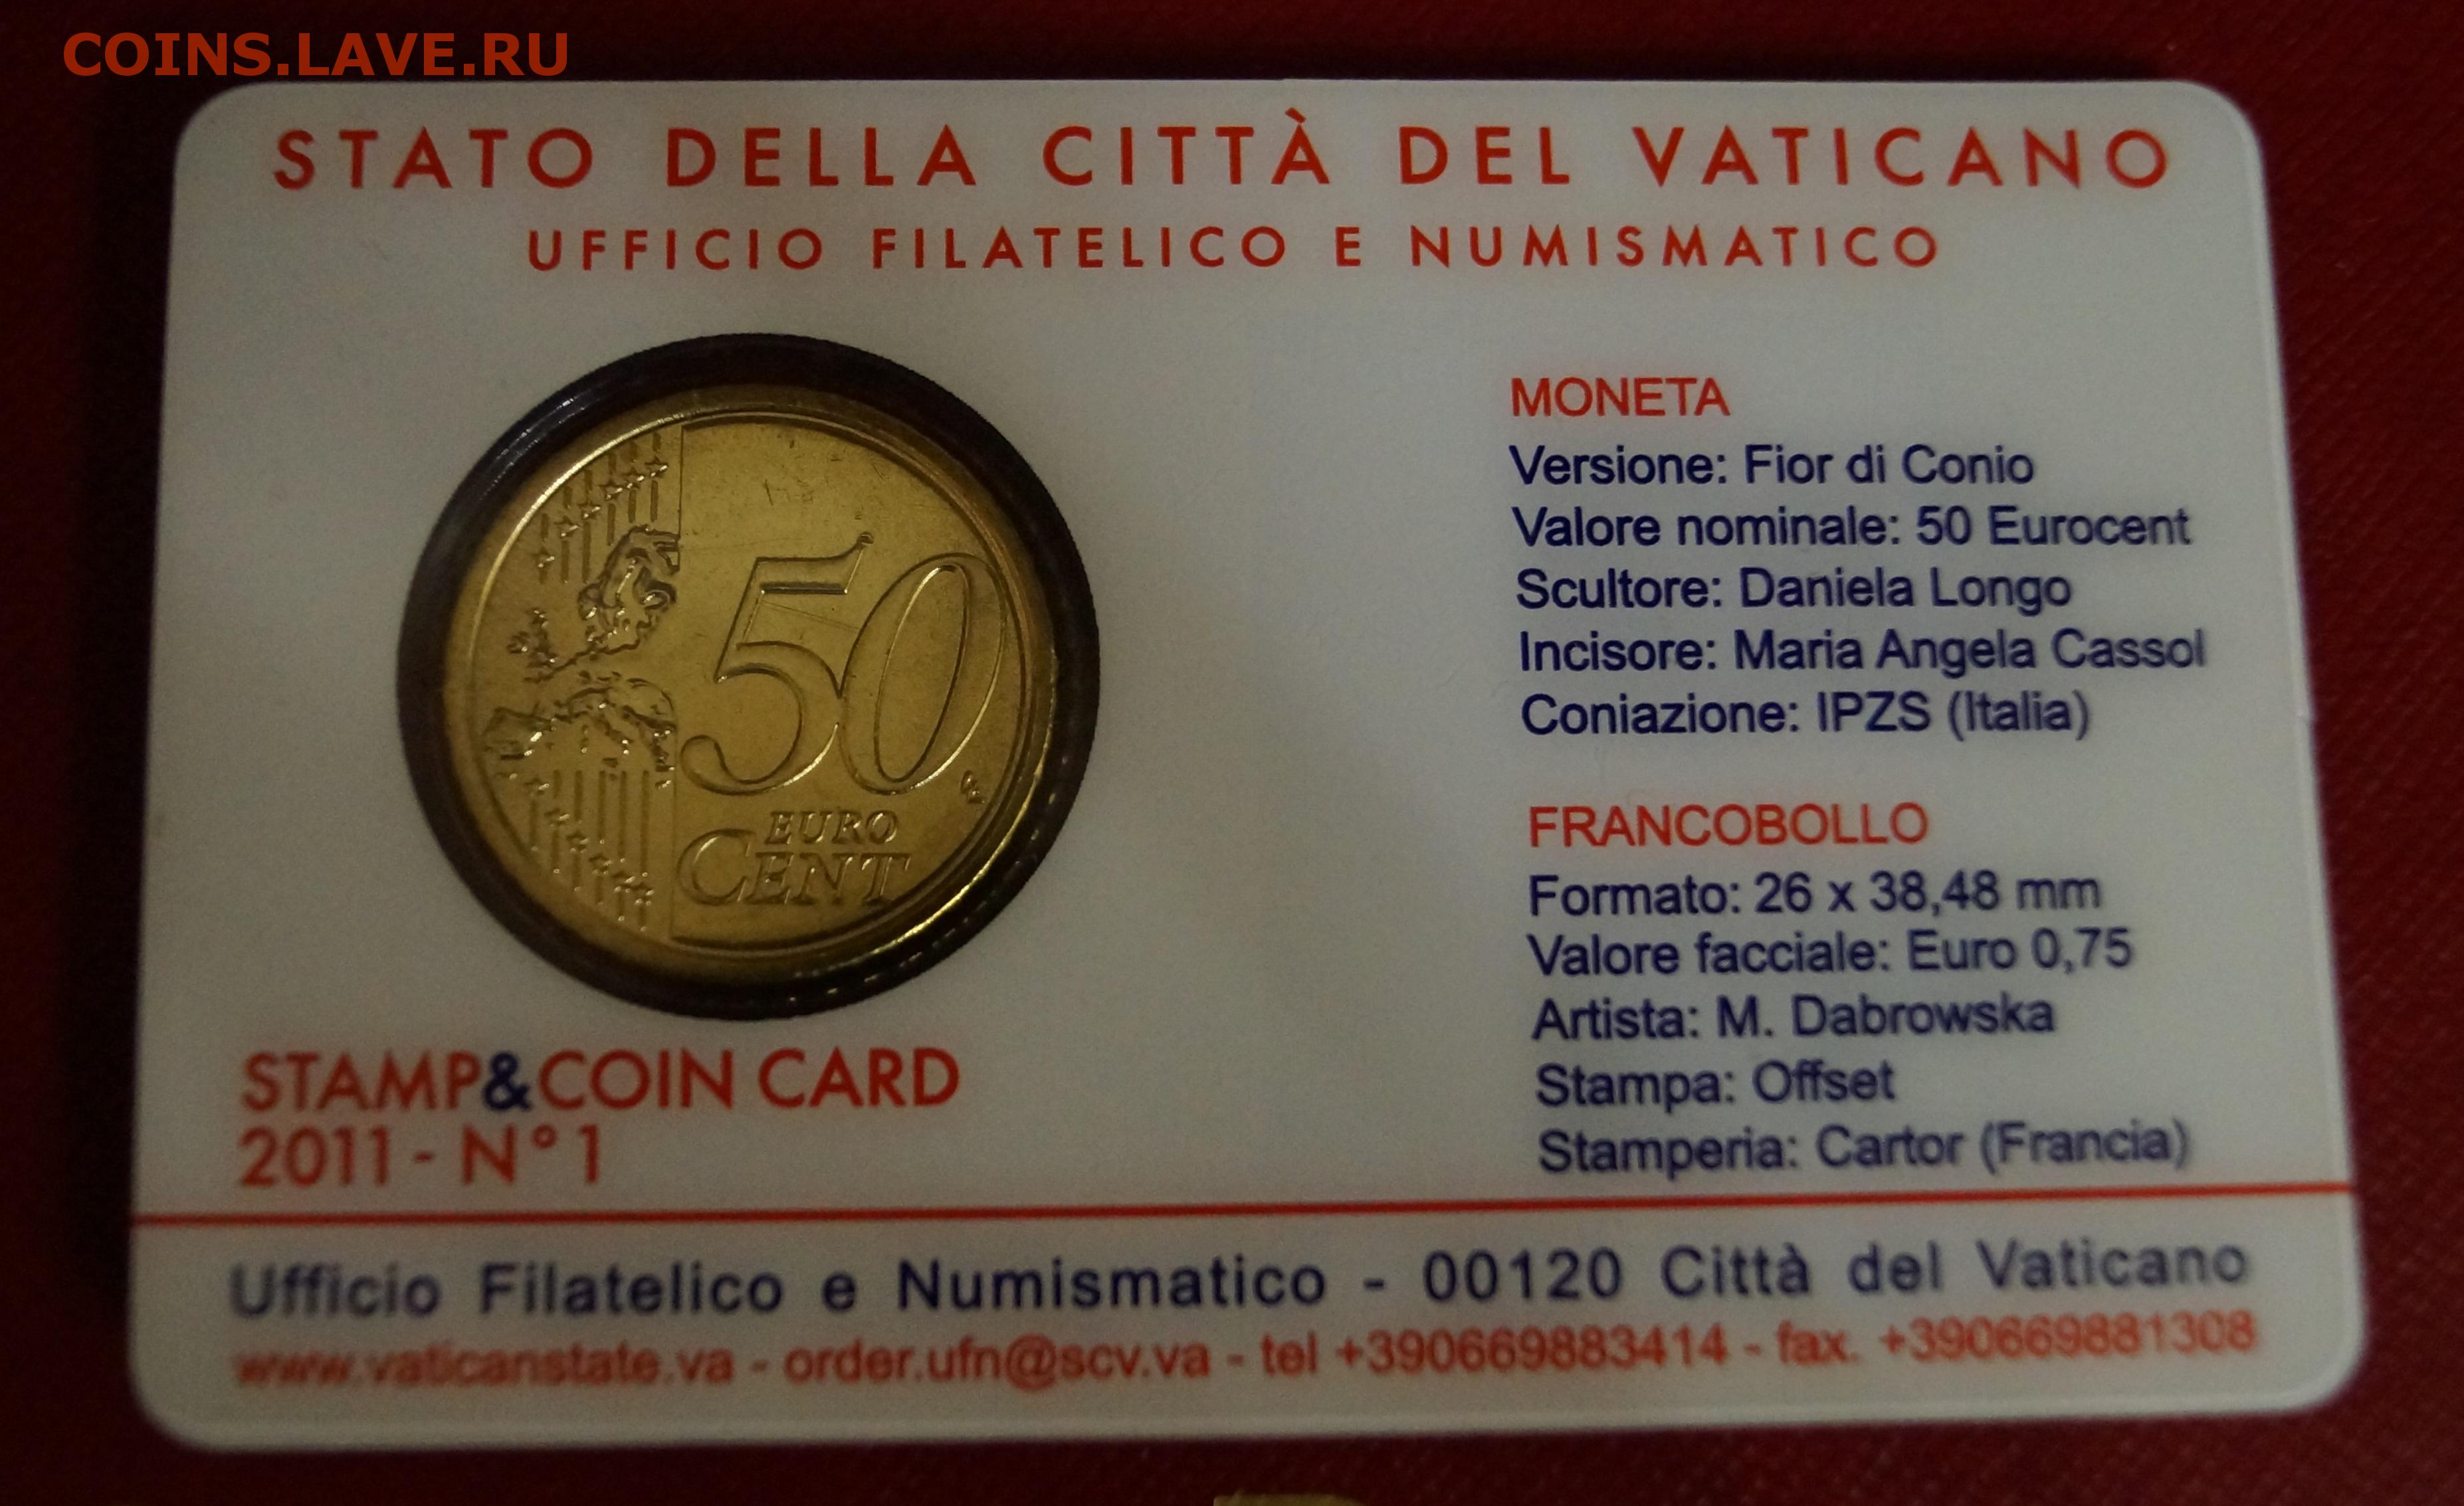 COINS.LAVE.RU
STATO DELLA CITTÀ DEL VATICANO
UFFICIO FILATELICO E NUMISMATICO
50
EURO
CENT
MONETA
Versione: Fior di Conio
Valore nominale: 50 Eurocent
Scultore: Daniela Longo
Incisore: Maria Angela Cassol
Coniazione: IPZS (Italia)
FRANCOBOLLO
Formato: 26 x 38,48 mm
Valore facciale: Euro 0,75
Artista: M. Dabrowska
Stampa: Offset
Stamperia: Cartor (Francia)
STAMP&COIN CARD
2011 - N° 1
Ufficio Filatelico e Numismatico - 00120 Città del Vaticano
www.vaticanstate.va - order.ufn@scv.va - tel +390669883414 - fax. +390669881308